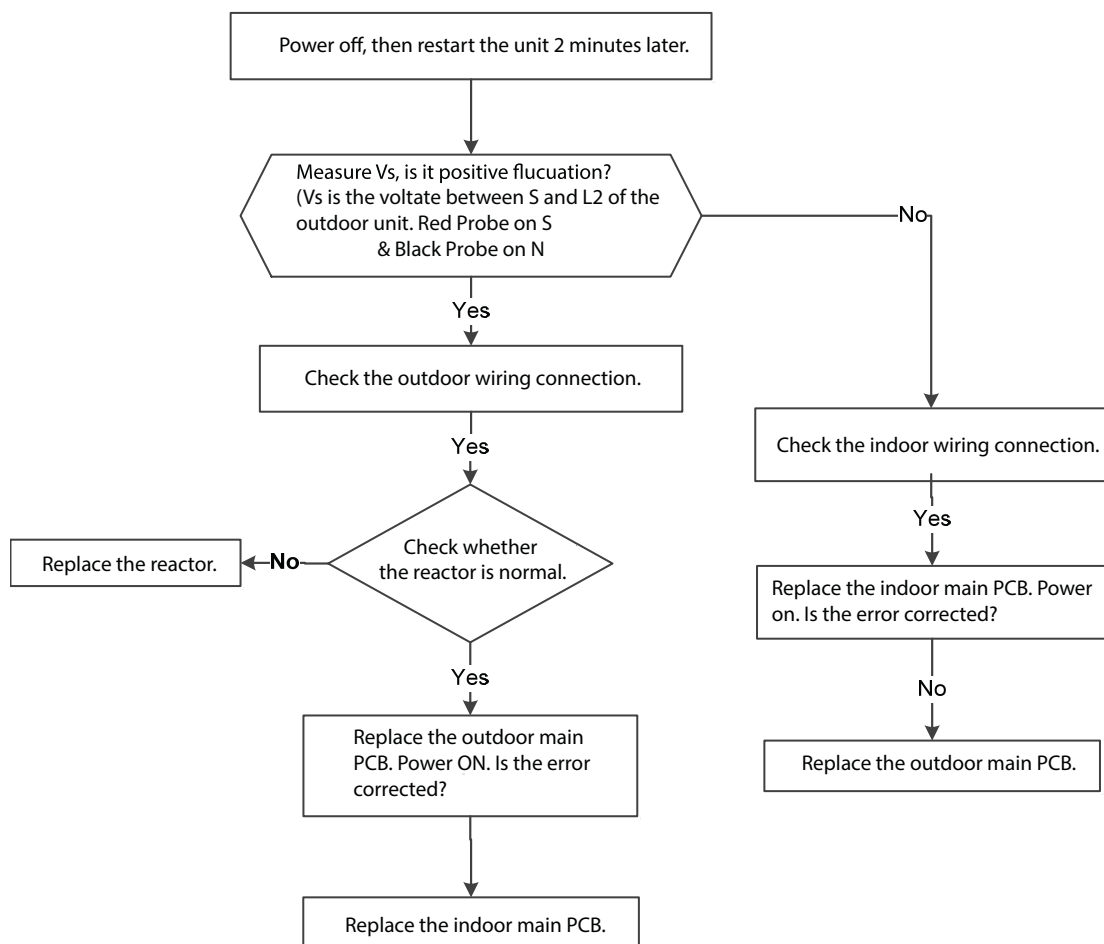 Power off, then restart the unit 2 minutes later.
Measure Vs, is it positive flucuation?
(Vs is the voltate between S and L2 of the
outdoor unit. Red Probe on S
& Black Probe on N
No
Yes
Check the outdoor wiring connection.
Yes
Check the indoor wiring connection.
Yes
Check whether
the reactor is normal.
No
Replace the reactor.
Replace the indoor main PCB. Power
on. Is the error corrected?
Yes
No
Replace the outdoor main
PCB. Power ON. Is the error
corrected?
Replace the outdoor main PCB.
Replace the indoor main PCB.